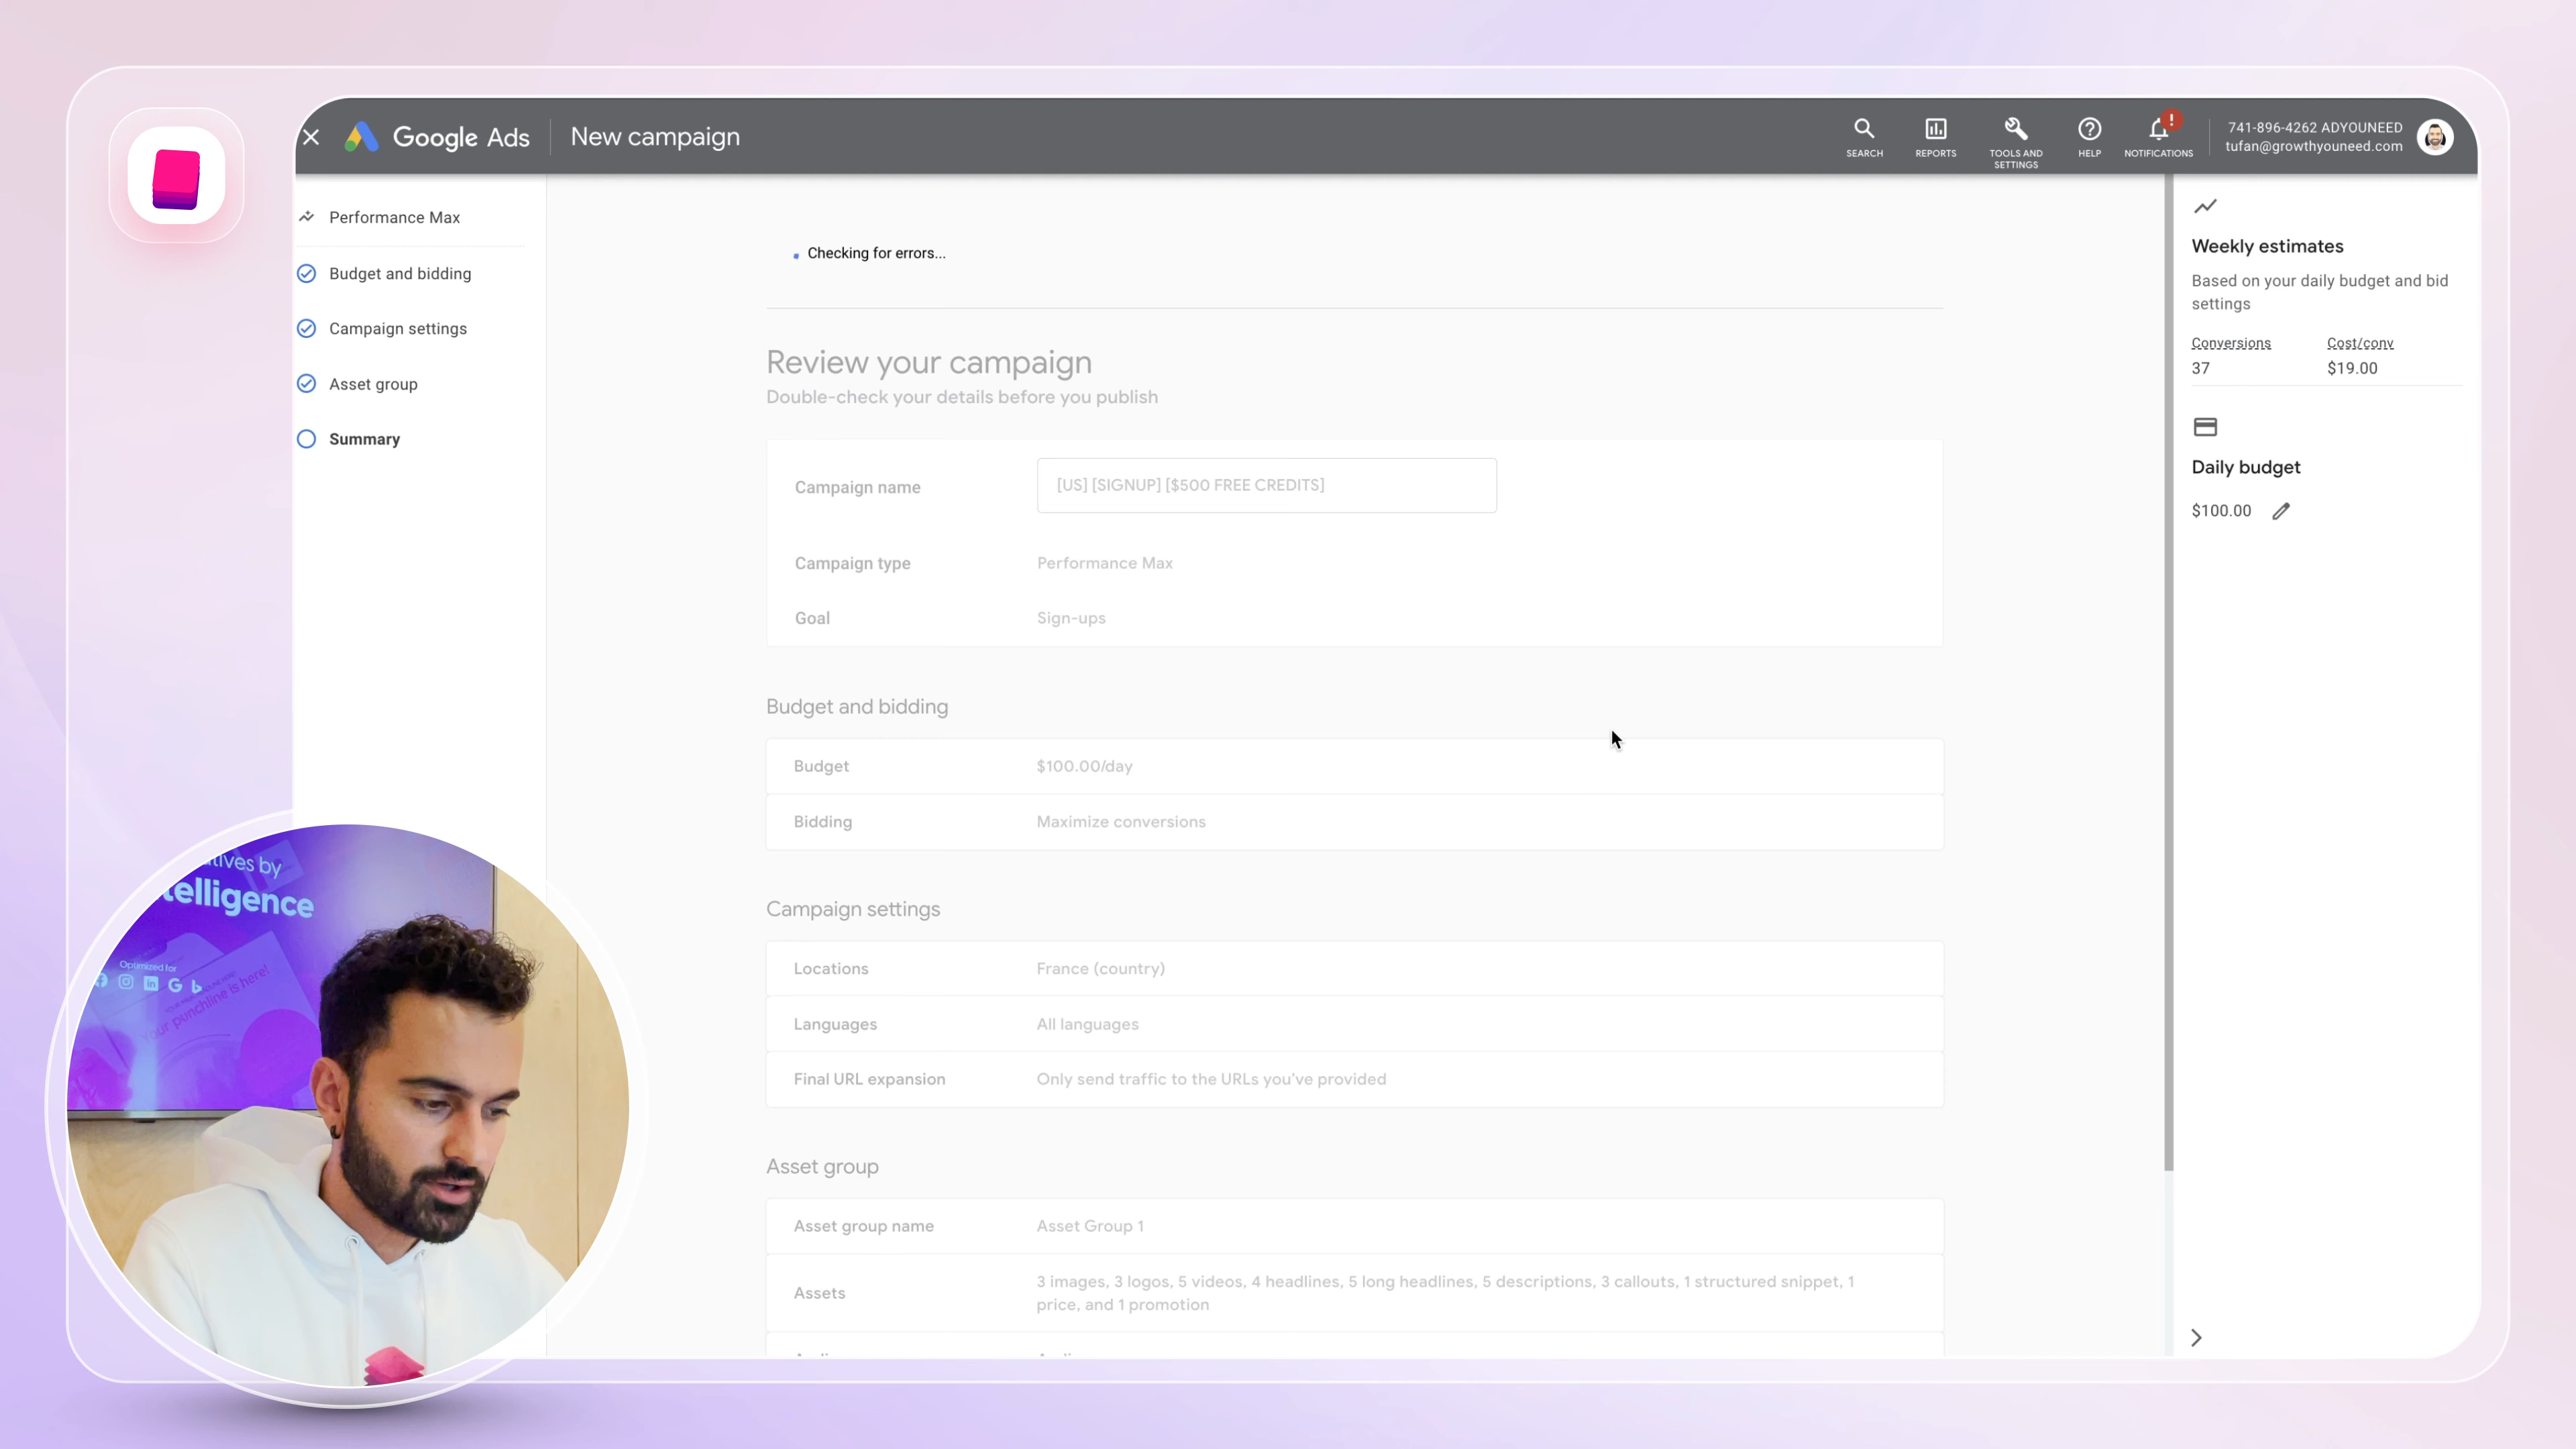 Google Ads
New campaign
SEARCH
REPORTS
TOOLS AND
SETTINGS
HELP
!
NOTIFICATIONS
741-896-4262 ADYOUNEED
tufan@growthyouneed.com
Performance Max
Budget and bidding
Campaign settings
Asset group
Summary
Checking for errors...
Review your campaign
Double-check your details before you publish
Campaign name
[US] [SIGNUP] [$500 FREE CREDITS]
Campaign type
Performance Max
Goal
Sign-ups
Budget and bidding
Budget
$100.00/day
Bidding
Maximize conversions
Campaign settings
Locations
France (country)
Languages
All languages
Final URL expansion
Only send traffic to the URLs you've provided
Asset group
Asset group name
Asset Group 1
Assets
3 images, 3 logos, 5 videos, 4 headlines, 5 long headlines, 5 descriptions, 3 callouts, 1 structured snippet, 1
price, and 1 promotion
Weekly estimates
Based on your daily budget and bid
settings
Conversions
Cost/conv
37
$19.00
Daily budget
$100.00
by
Optimized for
punchline is here!